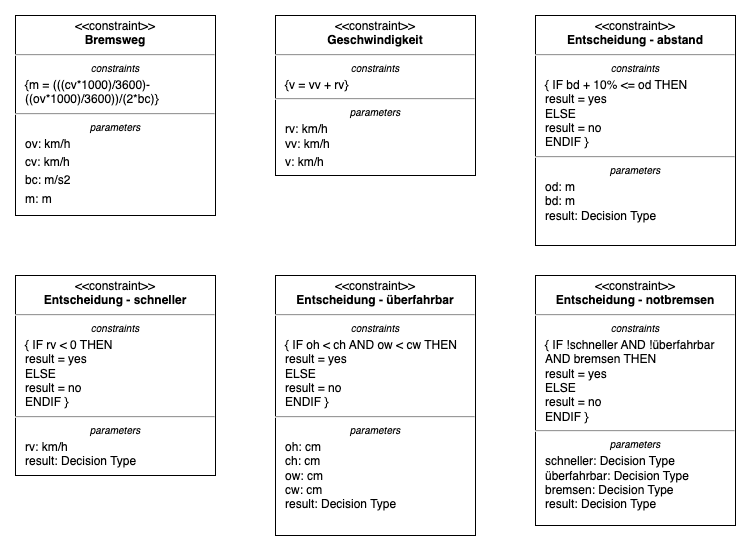 <<constraint>>
Bremsweg
constraints
{m = (((cv*1000)/3600)-
((ov*1000)/3600))/(2*bc)}
parameters
ov: km/h
cv: km/h
bc: m/s2
m: m
<<constraint>>
Geschwindigkeit
constraints
{v = vv + rv}
parameters
rv: km/h
vv: km/h
v: km/h
<<constraint>>
Entscheidung - abstand
constraints
{ IF bd + 10% <= od THEN
result = yes
ELSE
result = no
ENDIF }
parameters
od: m
bd: m
result: Decision Type
<<constraint>>
Entscheidung - schneller
constraints
{ IF rv < 0 THEN
result = yes
ELSE
result = no
ENDIF }
parameters
rv: km/h
result: Decision Type
<<constraint>>
Entscheidung - überfahrbar
constraints
{ IF oh < ch AND ow < cw THEN
result = yes
ELSE
result = no
ENDIF }
parameters
oh: cm
ch: cm
ow: cm
cw: cm
result: Decision Type
<<constraint>>
Entscheidung - notbremsen
constraints
{ IF !schneller AND !überfahrbar
AND bremsen THEN
result = yes
ELSE
result = no
ENDIF }
parameters
schneller: Decision Type
überfahrbar: Decision Type
bremsen: Decision Type
result: Decision Type